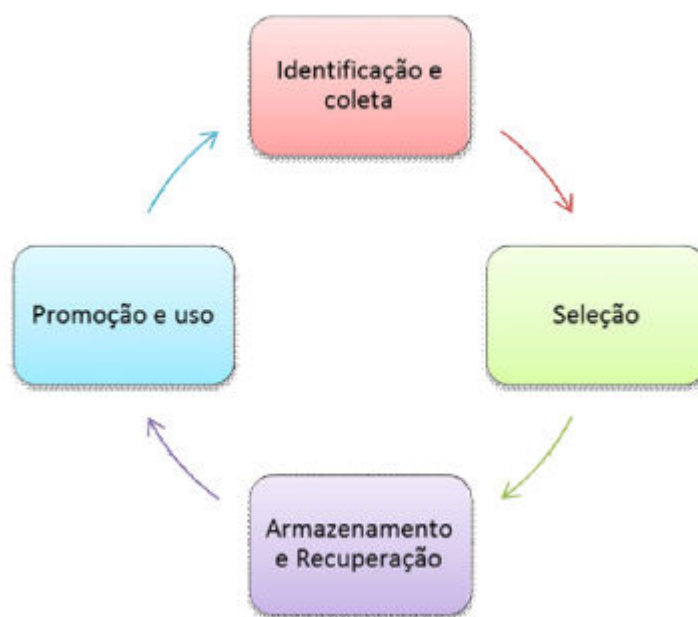 Identificação e
coleta
Promoção e uso
Seleção
Armazenamento
e Recuperação